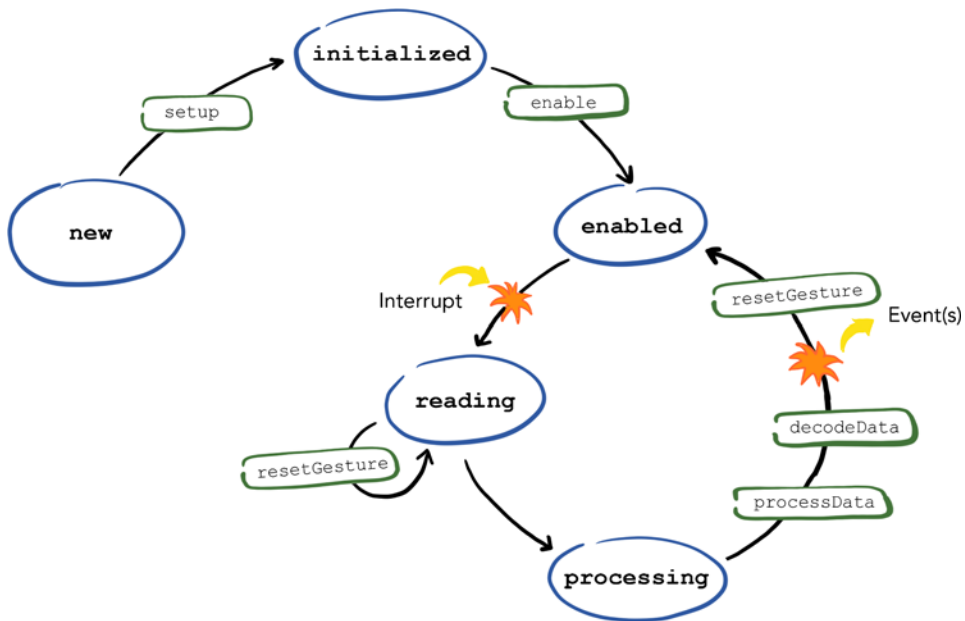 initialized
setup
enable
new
enabled
Interrupt
resetGesture
Event(s)
reading
decodeData
resetGesture
processData
processing